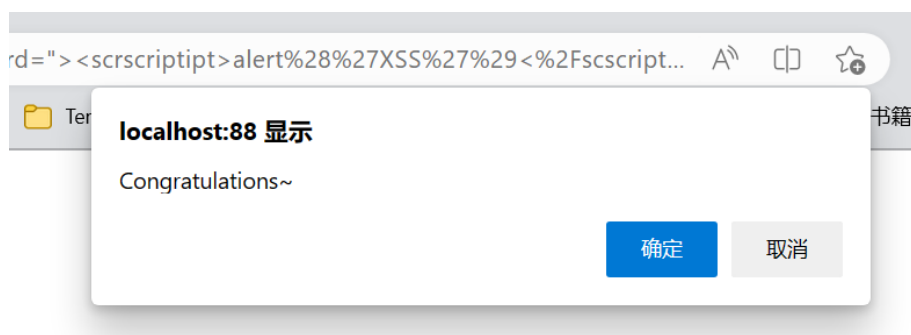 rd="><scrscriptipt>alert%28%27XSS%27%29<%2Fscscript...
Ter
书籍
localhost:88 显示
Congratulations~
确定
取消